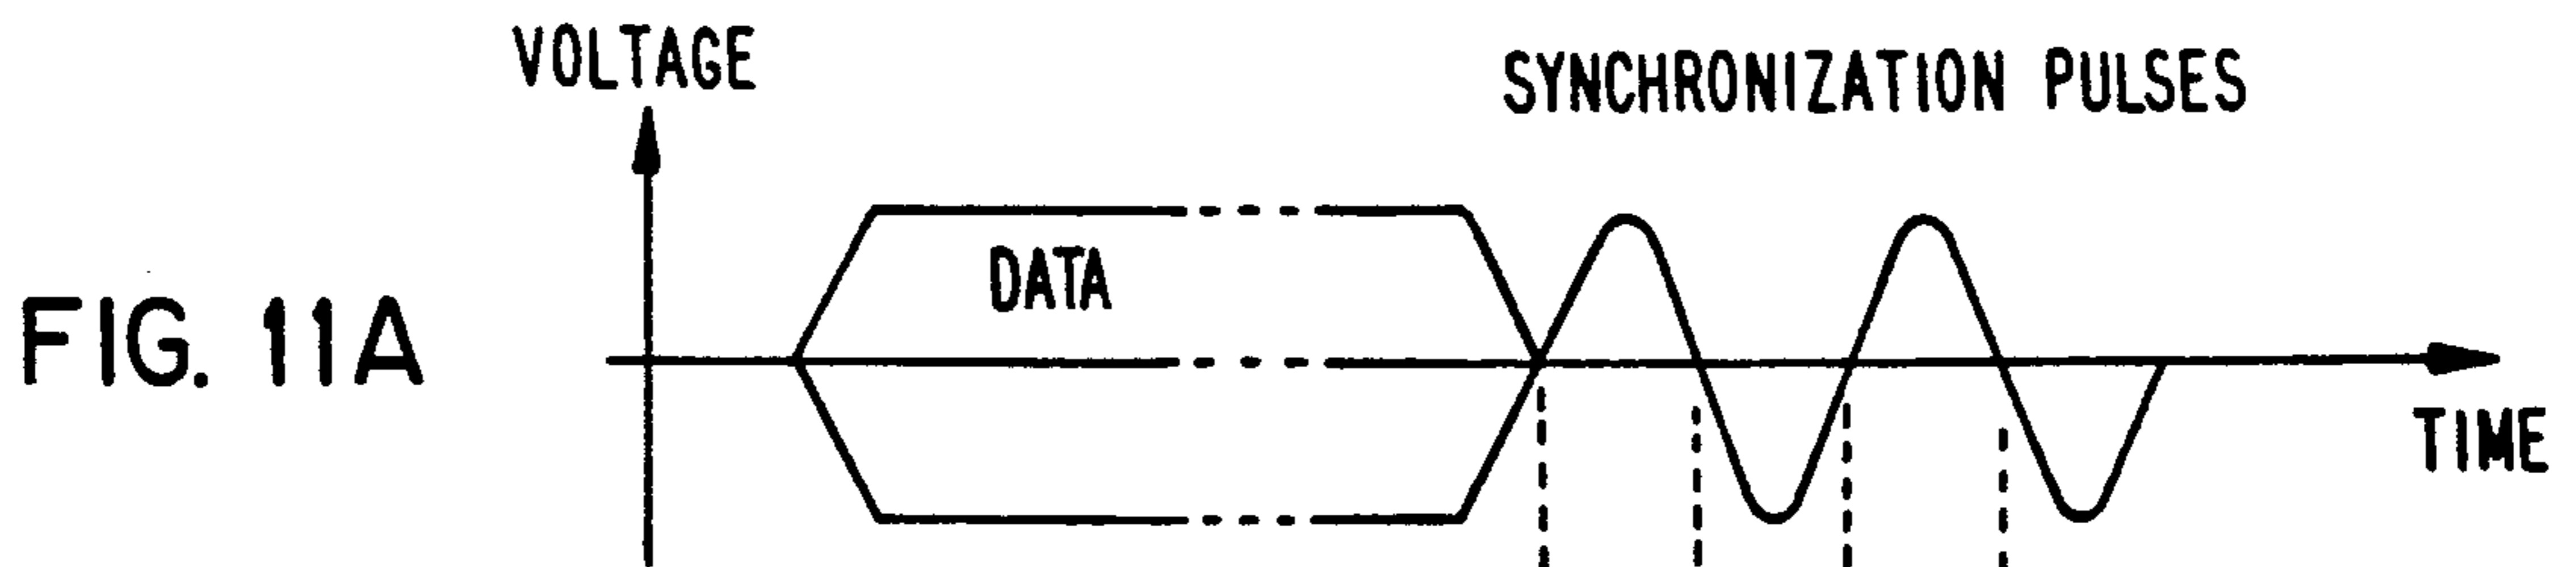 VOLTAGE
SYNCHRONIZATION PULSES
DATA
FIG. 11A
TIME